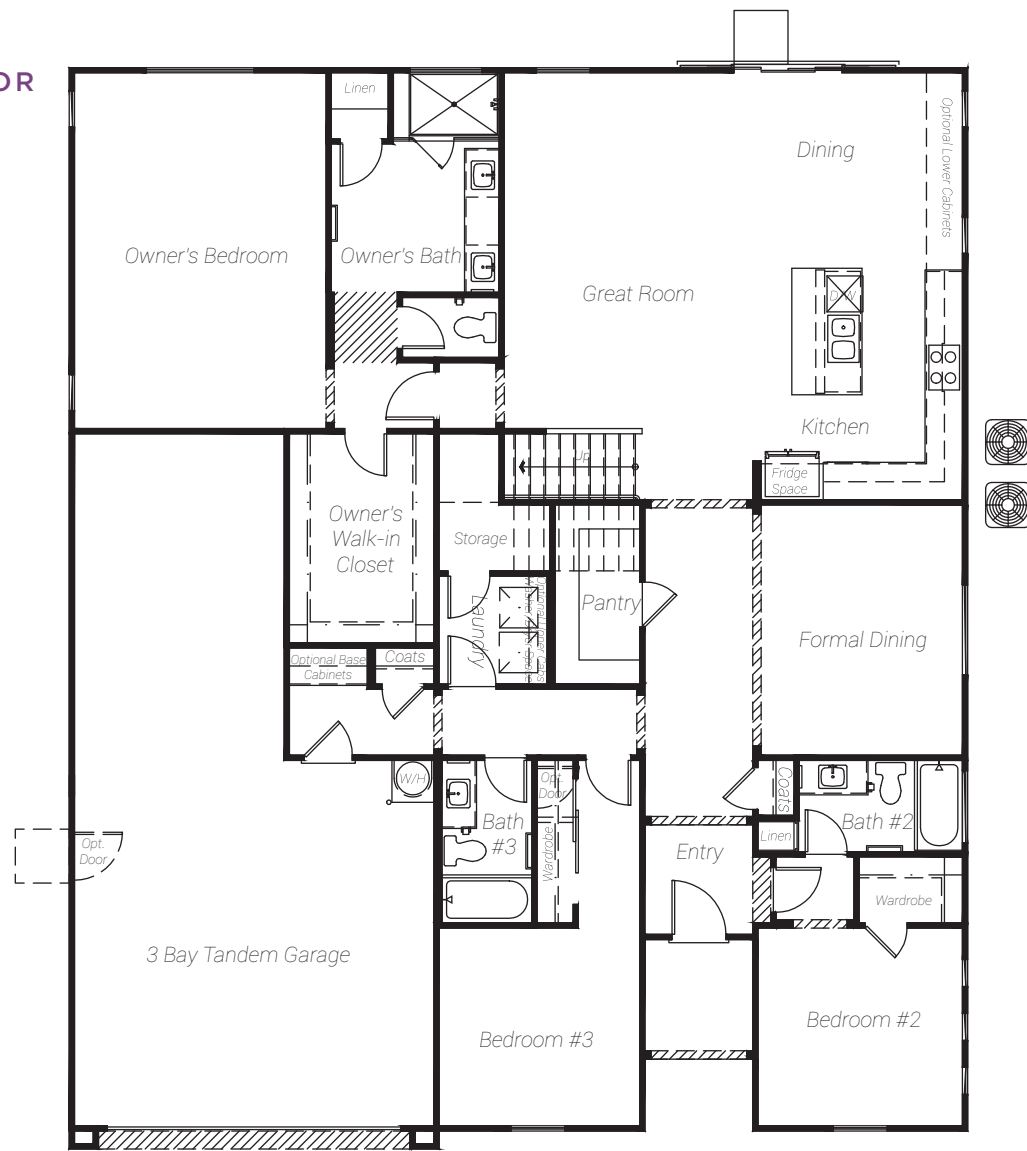 OR
Linen
Optional Lower Cabinets
Dining
Owner's Bedroom
Owner's Bath
Great Room
D/W
Kitchen
Up
Fridge
Space
Owner's
Walk-in
Closet
Storage
Laundry
Pantry
Formal Dining
Optional Base
Cabinets
Coats
W/H
Opt.
Door
Wardrobe
Bath
#3
Coats
Linen
Bath #2
Entry
Wardrobe
Opt.
Door
3 Bay Tandem Garage
Bedroom #3
Bedroom #2